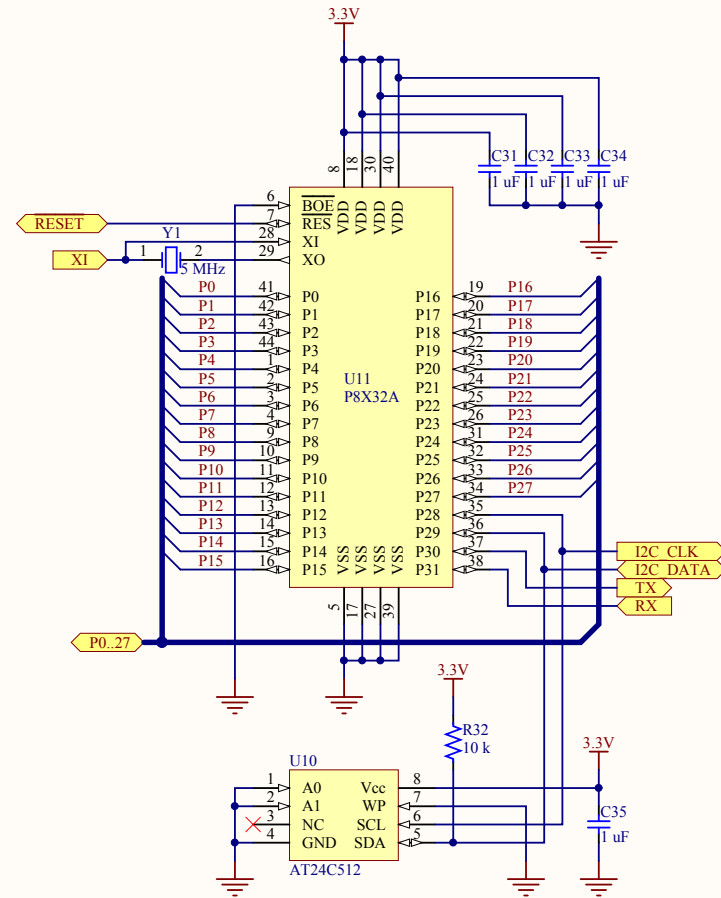 3.3V
C31 C32 C33 C34
1 uF 1 uF 1 uF 1 uF
8 18 30 40
VDD VDD VDD VDD
6 BOE
RESET 7 RES
Y1 28 XI
XI 1 2 29 XO
5 MHz
P0 41 P0 P16 19 P16
P1 42 P1 P17 20 P17
P2 43 P2 P18 21 P18
P3 44 P3 P19 22 P19
P4 1 P4 P20 23 P20
P5 2 P5 U11 P21 24 P21
P8X32A
P6 3 P6 P22 25 P22
P7 4 P7 P23 26 P23
P8 9 P8 P24 31 P24
P9 10 P9 P25 32 P25
P10 11 P10 P26 33 P26
P11 12 P11 P27 34 P27
P12 13 P12 P28 35
P13 14 P13 P29 36
P14 15 P14 P30 37 I2C_CLK
P15 16 P15 P31 38 I2C_DATA
VSS VSS VSS VSS
TX
RX
5 17 27 39
P0..27
3.3V
R32
10 k
3.3V
U10
1 A0 Vcc 8
2 A1 WP 7
3 NC SCL 6
4 GND SDA 5
C35
1 uF
AT24C512